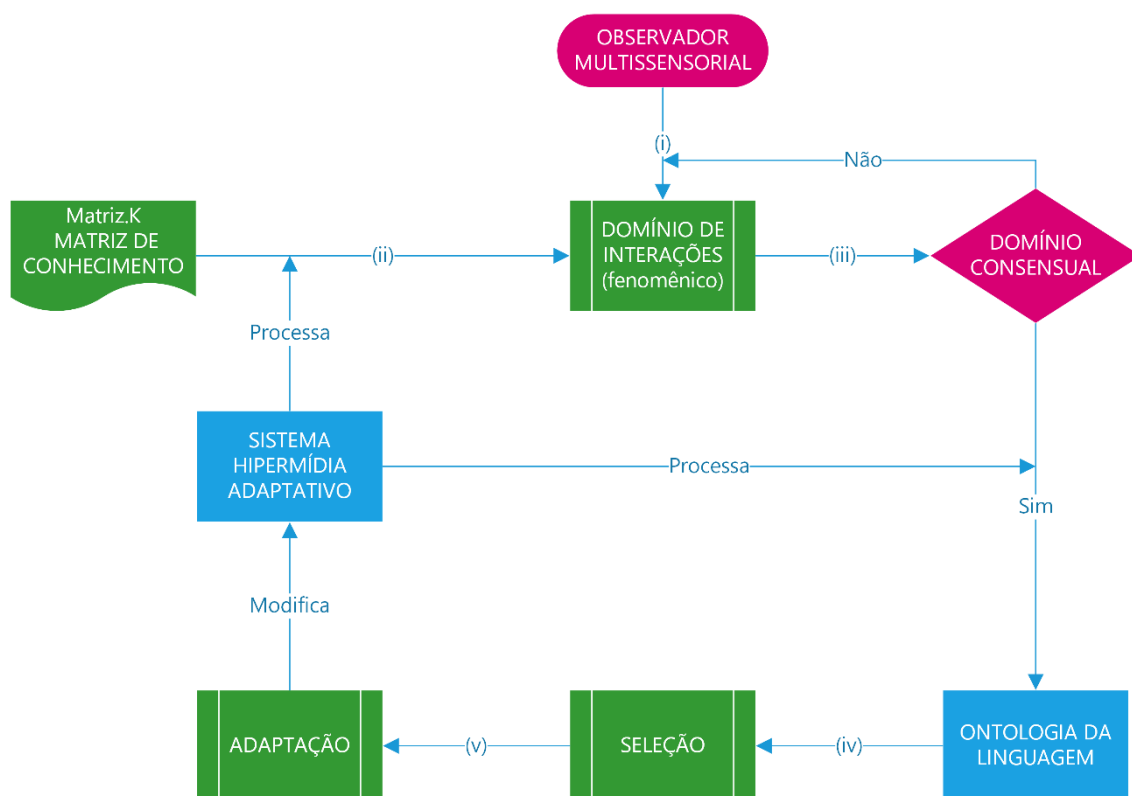 OBSERVADOR
MULTISSENSORIAL
(i)
Não
Matriz.K
MATRIZ DE
CONHECIMENTO
(ii)
DOMÍNIO DE
INTERAÇÕES
(fenomênico)
(iii)
DOMÍNIO
CONSENSUAL
Processa
SISTEMA
HIPERMÍDIA
ADAPTATIVO
Processa
Sim
Modifica
ADAPTAÇÃO
(v)
SELEÇÃO
(iv)
ONTOLOGIA DA
LINGUAGEM